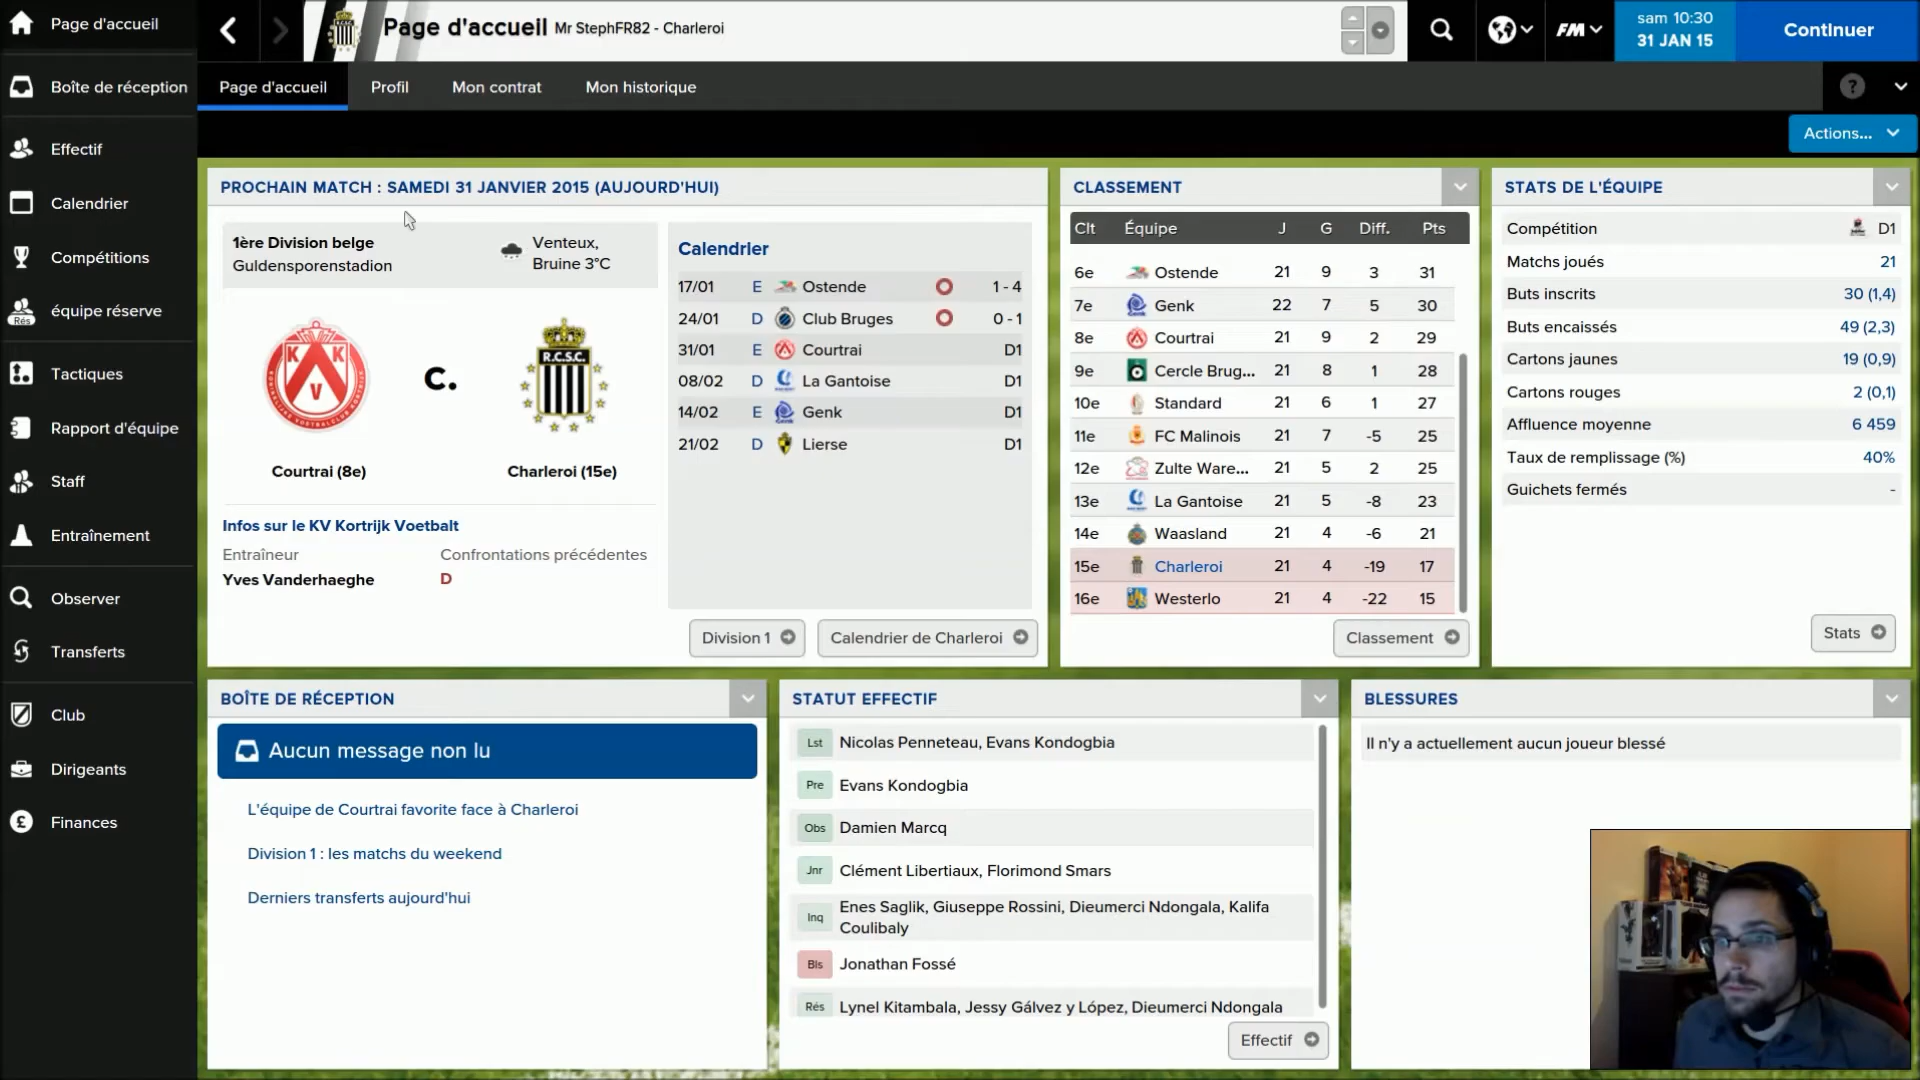 Page d'accueil
Page d'accueil Mr StephFR82 - Charleroi
FM
sam 10:30
31 JAN 15
Continuer
Boîte de réception
Page d'accueil Profil Mon contrat Mon historique
?
Actions...
Effectif
Calendrier
Compétitions
Rés
équipe réserve
Tactiques
Rapport d'équipe
Staff
Entraînement
Observer
Transferts
Club
Dirigeants
£ Finances
PROCHAIN MATCH : SAMEDI 31 JANVIER 2015 (AUJOURD'HUI)
1ère Division belge
Guldensporenstadion
Venteux,
Bruine 3°C
K K
V
c.
R.C.S.C.
Courtrai (8e) Charleroi (15e)
Infos sur le KV Kortrijk Voetbalt
Entraîneur Confrontations précédentes
Yves Vanderhaeghe D
Calendrier
17/01 E Ostende 1 - 4
24/01 D Club Bruges 0 - 1
31/01 E Courtrai D1
08/02 D La Gantoise D1
14/02 E Genk D1
21/02 D Lierse D1
Division 1 Calendrier de Charleroi
CLASSEMENT
Clt Équipe J G Diff. Pts
6e Ostende 21 9 3 31
7e Genk 22 7 5 30
8e Courtrai 21 9 2 29
9e Cercle Brug... 21 8 1 28
10e Standard 21 6 1 27
11e FC Malinois 21 7 -5 25
12e Zulte Ware... 21 5 2 25
13e La Gantoise 21 5 -8 23
14e Waasland 21 4 -6 21
15e Charleroi 21 4 -19 17
16e Westerlo 21 4 -22 15
Classement
STATS DE L'ÉQUIPE
Compétition D1
Matchs joués 21
Buts inscrits 30 (1,4)
Buts encaissés 49 (2,3)
Cartons jaunes 19 (0,9)
Cartons rouges 2 (0,1)
Affluence moyenne 6 459
Taux de remplissage (%) 40%
Guichets fermés -
Stats
BOÎTE DE RÉCEPTION
Aucun message non lu
L'équipe de Courtrai favorite face à Charleroi
Division 1 : les matchs du weekend
Derniers transferts aujourd'hui
STATUT EFFECTIF
Lst Nicolas Penneteau, Evans Kondogbia
Pre Evans Kondogbia
Obs Damien Marcq
Jnr Clément Libertiaux, Florimond Smars
Inq Enes Saglik, Giuseppe Rossini, Dieumerci Ndongala, Kalifa
Coulibaly
Bls Jonathan Fossé
Rés Lynel Kitambala, Jessy Gálvez y López, Dieumerci Ndongala
Effectif
BLESSURES
Il n'y a actuellement aucun joueur blessé